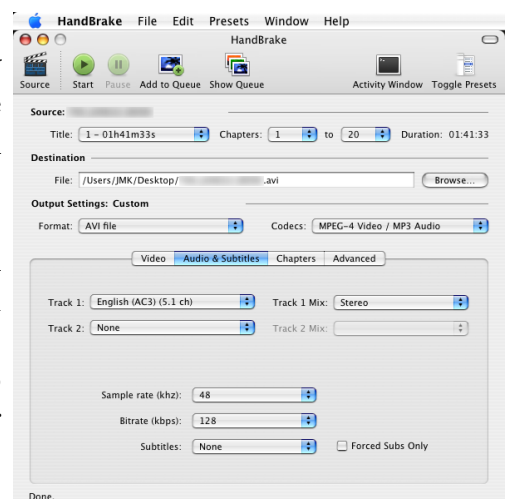 HandBrake File Edit Presets Window Help
HandBrake
Source Start Pause Add to Queue Show Queue Activity Window Toggle Presets
Source:
Title: 1 - 01h41m33s Chapters: 1 to 20 Duration: 01:41:33
Destination
File: /Users/JMK/Desktop/ .avi Browse...
Output Settings: Custom
Format: AVI file Codecs: MPEG-4 Video / MP3 Audio
Video Audio & Subtitles Chapters Advanced
Track 1: English (AC3) (5.1 ch) Track 1 Mix: Stereo
Track 2: None Track 2 Mix:
Sample rate (khz): 48
Bitrate (kbps): 128
Subtitles: None Forced Subs Only
Done.